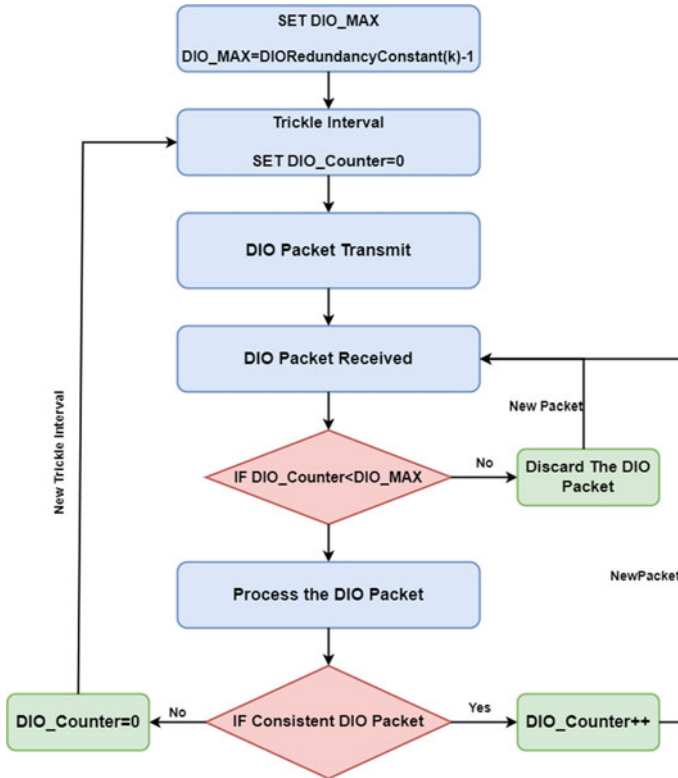 SET DIO_MAX
DIO_MAX=DIORedundancyConstant(k)-1
Trickle Interval
SET DIO_Counter=0
DIO Packet Transmit
DIO Packet Received
New Packet
IF DIO_Counter<DIO_MAX
No
Discard The DIO
Packet
New Trickle Interval
Process the DIO Packet
NewPacket
DIO_Counter=0
No
IF Consistent DIO Packet
Yes
DIO_Counter++